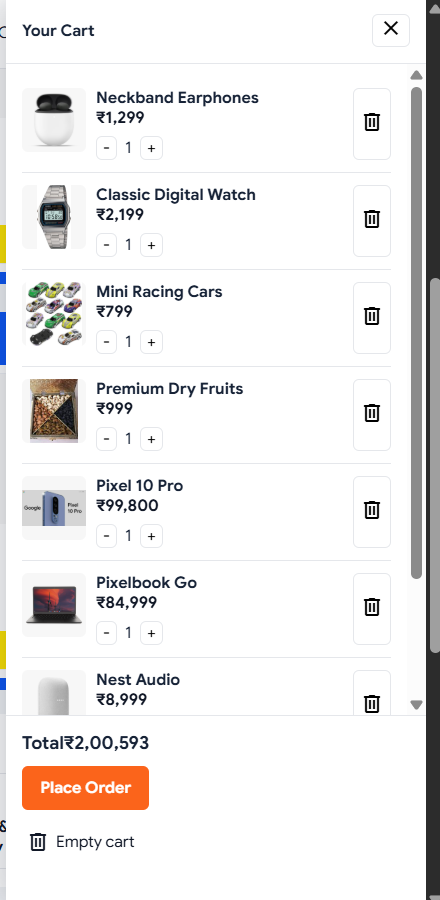 Your Cart
Neckband Earphones
₹1,299
- 1 +
Classic Digital Watch
₹2,199
- 1 +
Mini Racing Cars
₹799
- 1 +
Premium Dry Fruits
₹999
- 1 +
Google Pixel
10 Pro
Pixel 10 Pro
₹99,800
- 1 +
Pixelbook Go
₹84,999
- 1 +
Nest Audio
₹8,999
Total₹2,00,593
Place Order
Empty cart